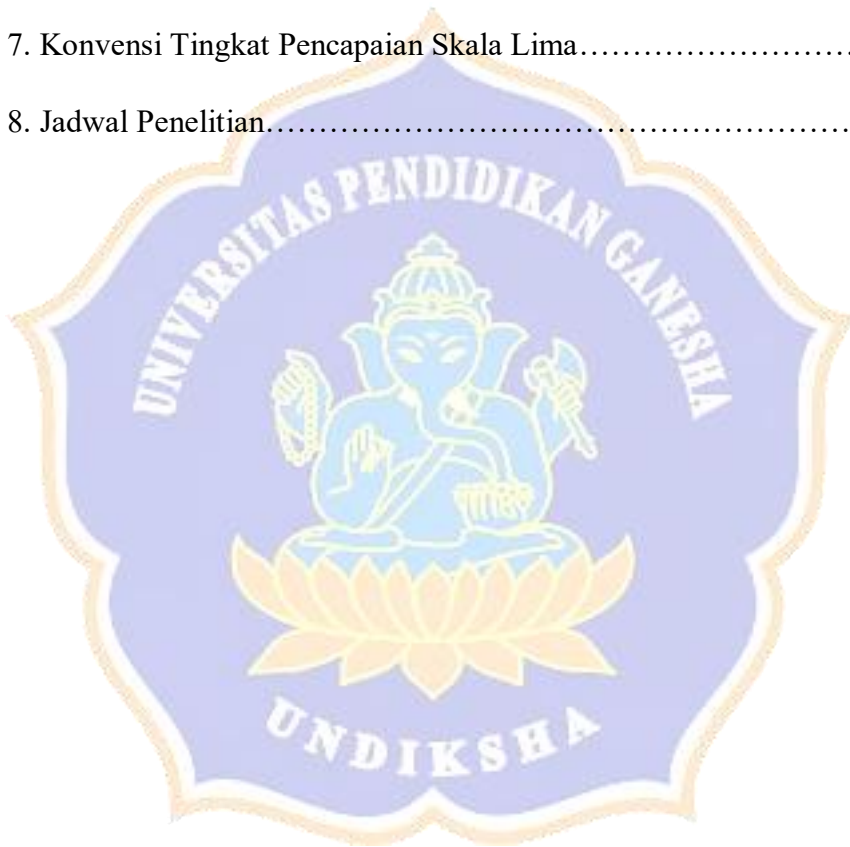 7. Konvensi Tingkat Pencapaian Skala Lima……………………….
8. Jadwal Penelitian…………………………………………………….
UNIVERSITAS PENDIDIKAN GANESHA
UNDIKSHA